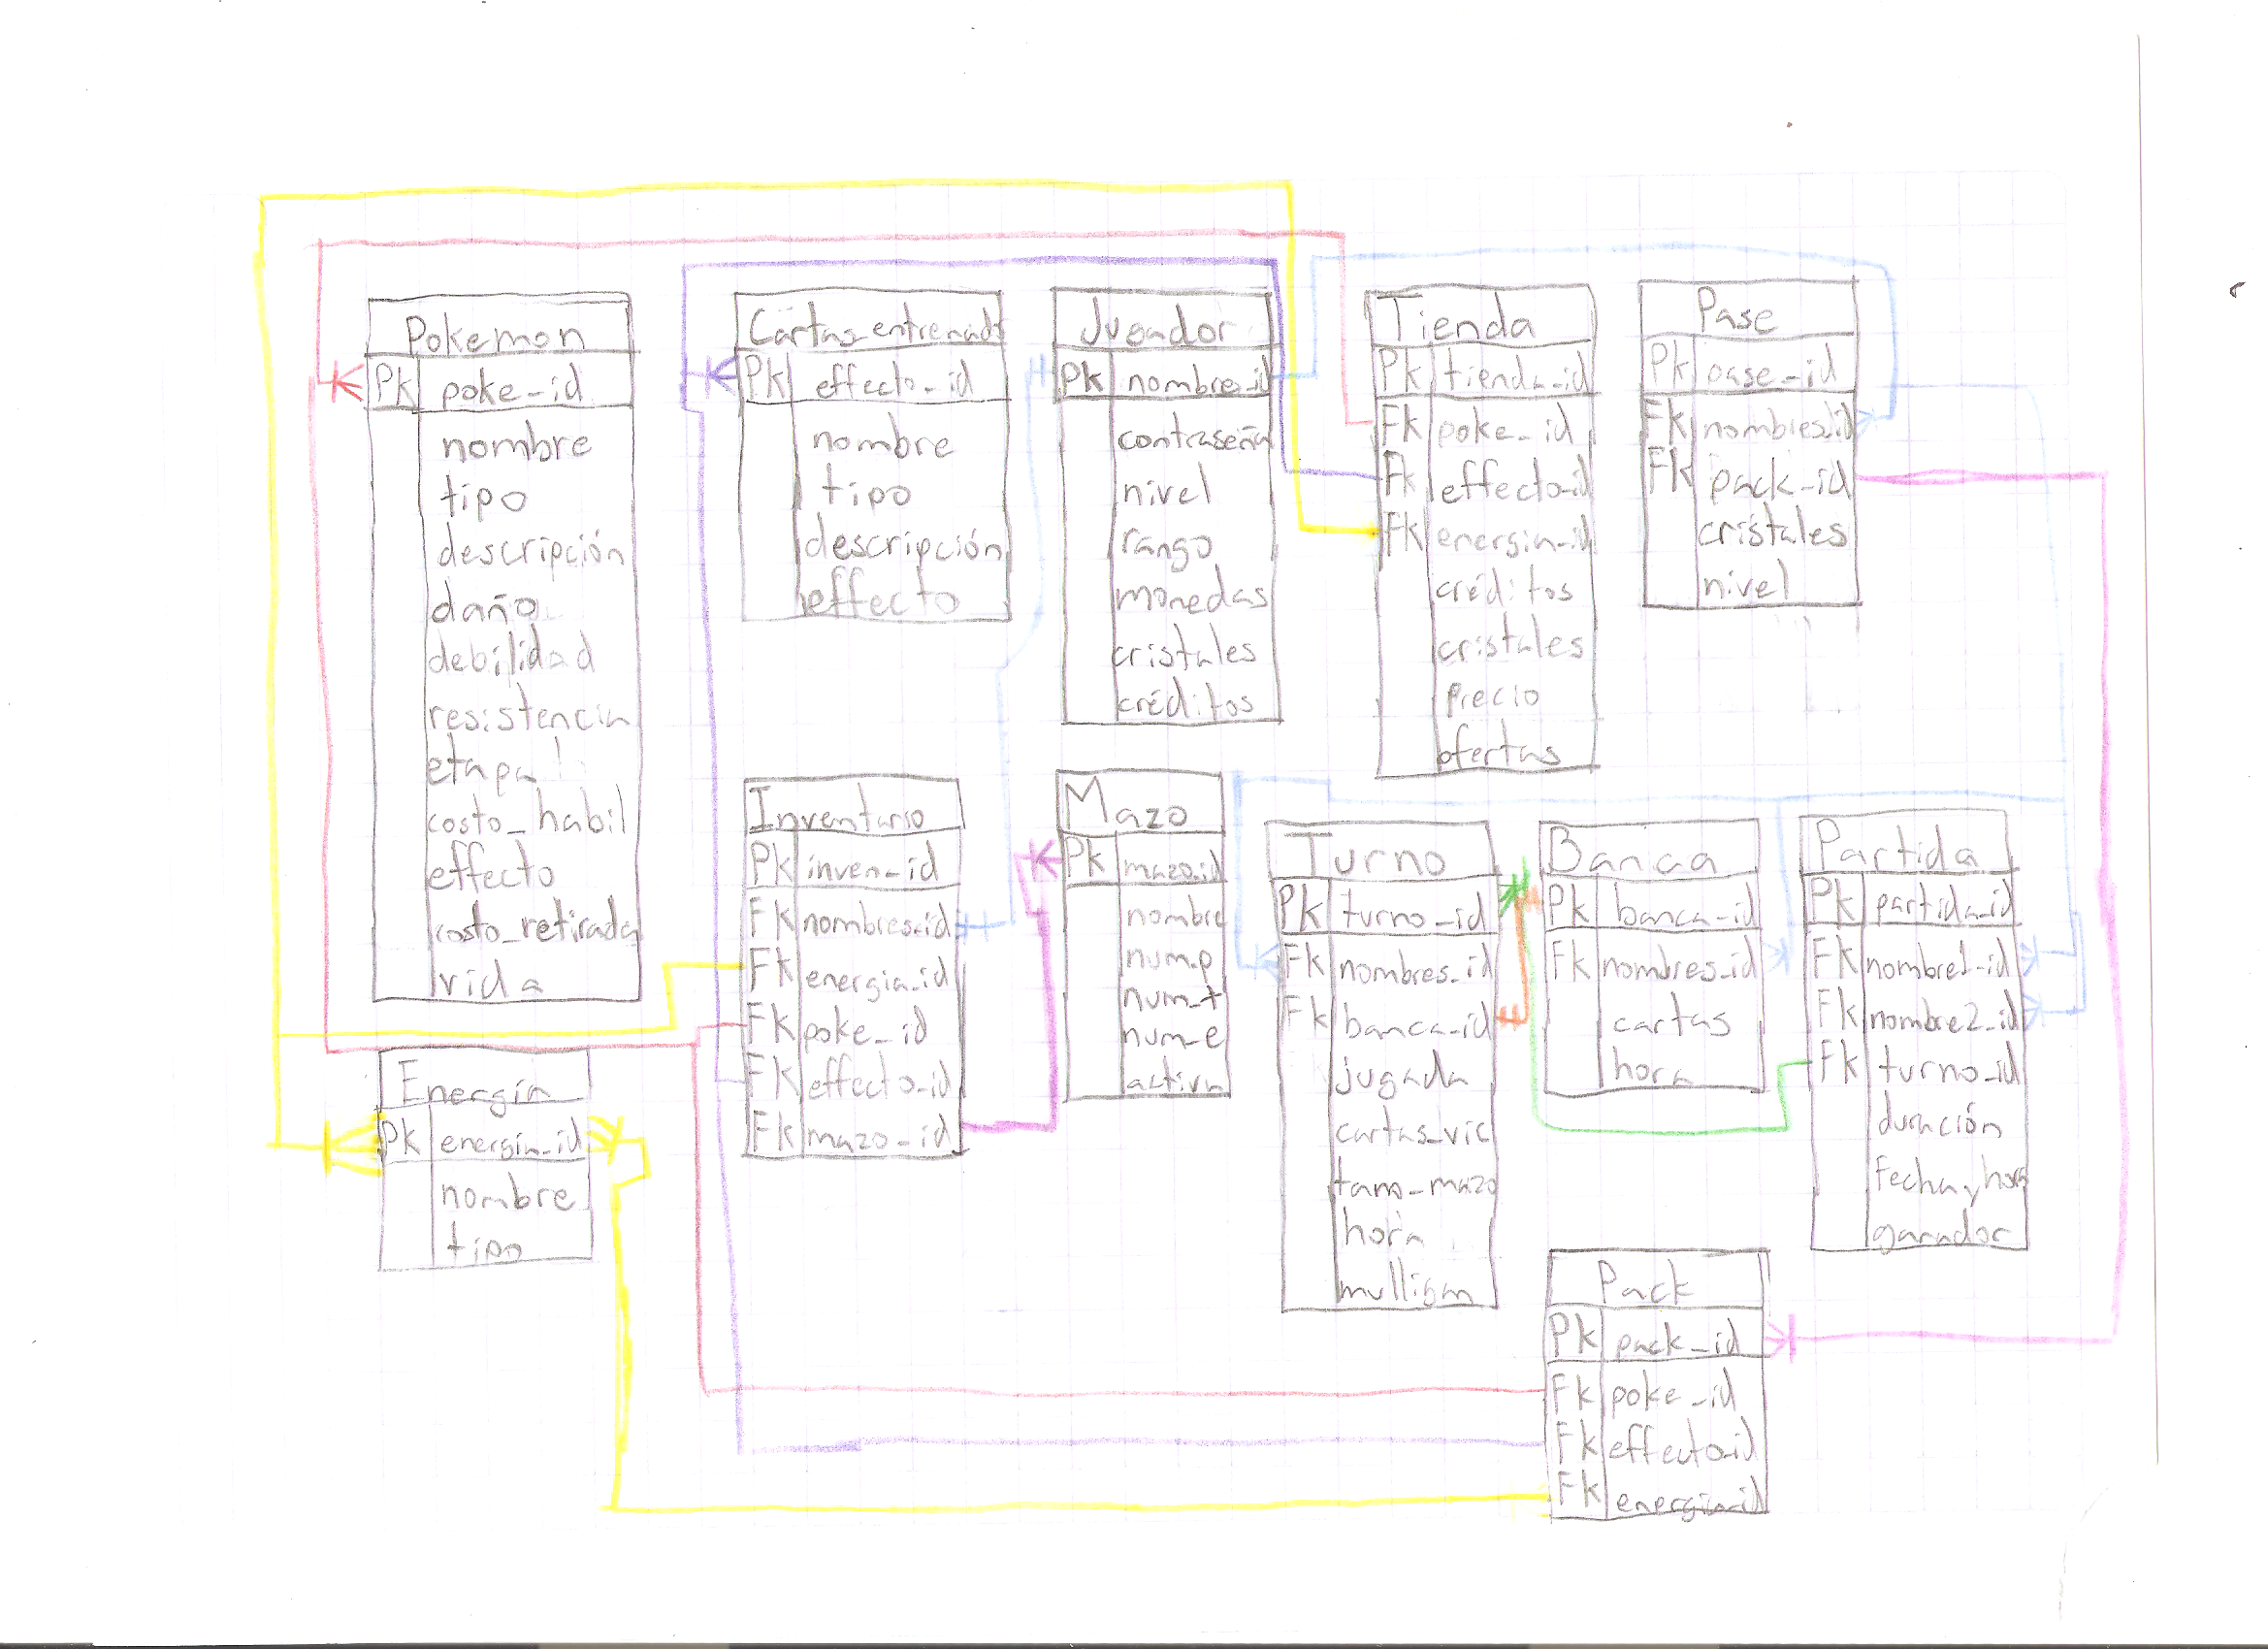 Pokemon
Pk poke_id
nombre
tipo
descripción
daño
debilidad
resistencia
etapa
costo_habil
effecto
costo_retirada
vida
Cartas_entrenad
Pk effecto_id
nombre
tipo
descripción
effecto
Jugador
Pk nombres_id
contraseña
nivel
rango
monedas
cristales
créditos
Tienda
Pk tienda_id
Fk poke_id
Fk effecto_id
Fk energia_id
créditos
cristales
precio
ofertas
Pase
Pk pase_id
Fk nombres_id
Fk pack_id
cristales
nivel
Energía
Pk energía_id
nombre
tipo
Inventario
Pk inven_id
Fk nombres_id
Fk energia_id
Fk poke_id
Fk effecto_id
Fk mazo_id
Mazo
Pk mazo_id
nombre
num_p
num_t
num_e
activa
Turno
Pk turno_id
Fk nombres_id
Fk banca_id
jugada
cartas_vic
tam_mazo
hora
mulligan
Banca
Pk banca_id
Fk nombres_id
cartas
hora
Partida
Pk partida_id
Fk nombre1_id
Fk nombre2_id
Fk turno_id
duración
fecha y hora
ganador
Pack
Pk pack_id
Fk poke_id
Fk effecto_id
Fk energia_id